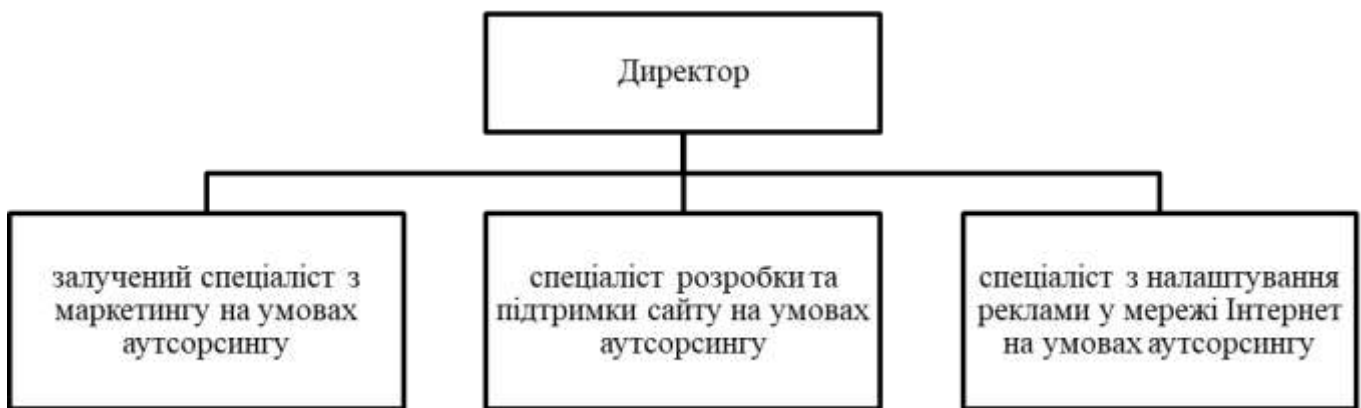 Директор
залучений спеціаліст з
маркетингу на умовах
аутсорсингу
спеціаліст розробки та
підтримки сайту на умовах
аутсорсингу
спеціаліст з налаштування
реклами у мережі Інтернет
на умовах аутсорсингу